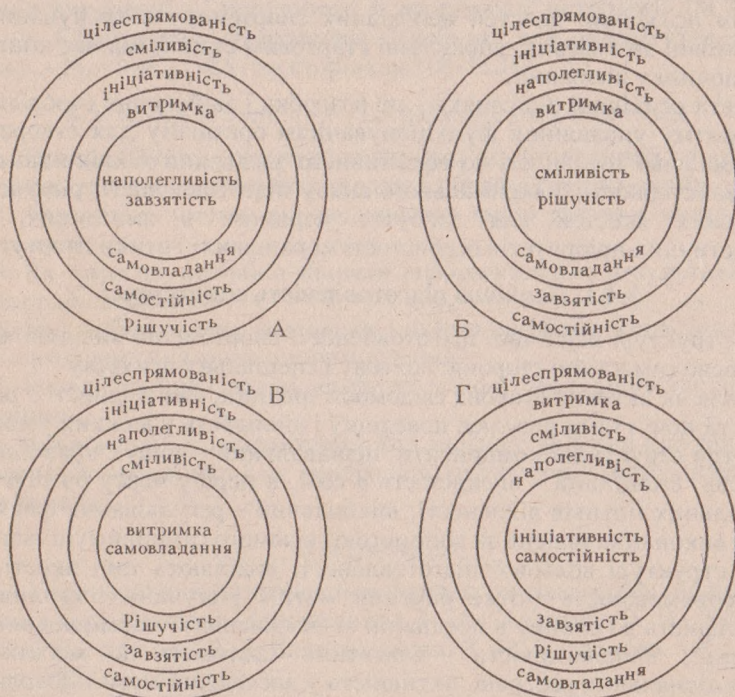 цілеспрямованість
сміливість
ініціативність
витримка
наполегливість
завзятість
самовладання
самостійність
Рішучість
А
цілеспрямованість
ініціативність
наполегливість
витримка
сміливість
рішучість
самовладання
завзятість
самостійність
Б
цілеспрямованість
ініціативність
наполегливість
сміливість
витримка
самовладання
Рішучість
завзятість
самостійність
В
цілеспрямованість
витримка
сміливість
наполегливість
ініціативність
самостійність
завзятість
Рішучість
самовладання
Г